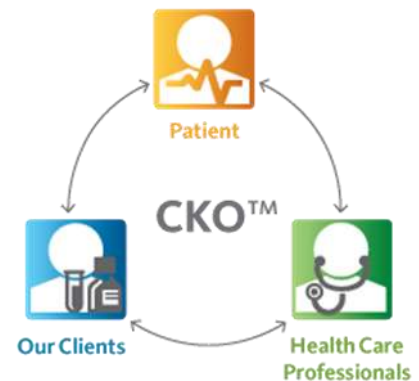 Patient
CKO™
Our Clients
Health Care
Professionals